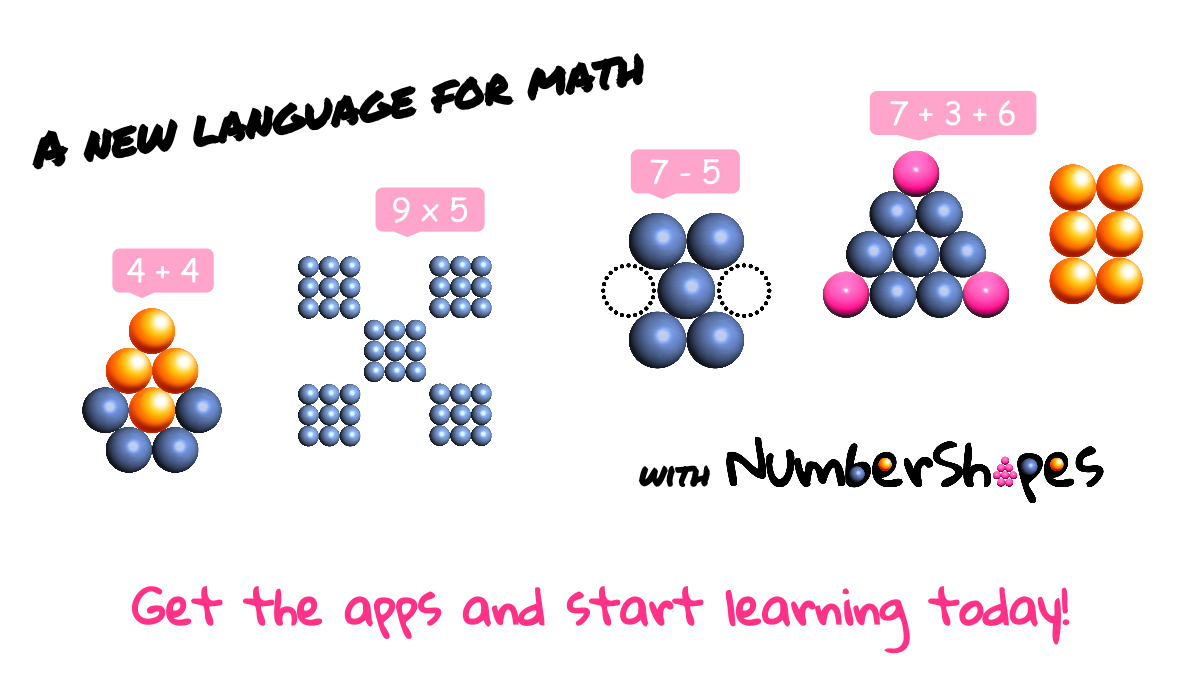 A NEW LANGUAGE FOR MATH
7 + 3 + 6
7 - 5
9 x 5
4 + 4
WITH NumberShapes
Get the apps and start learning today!